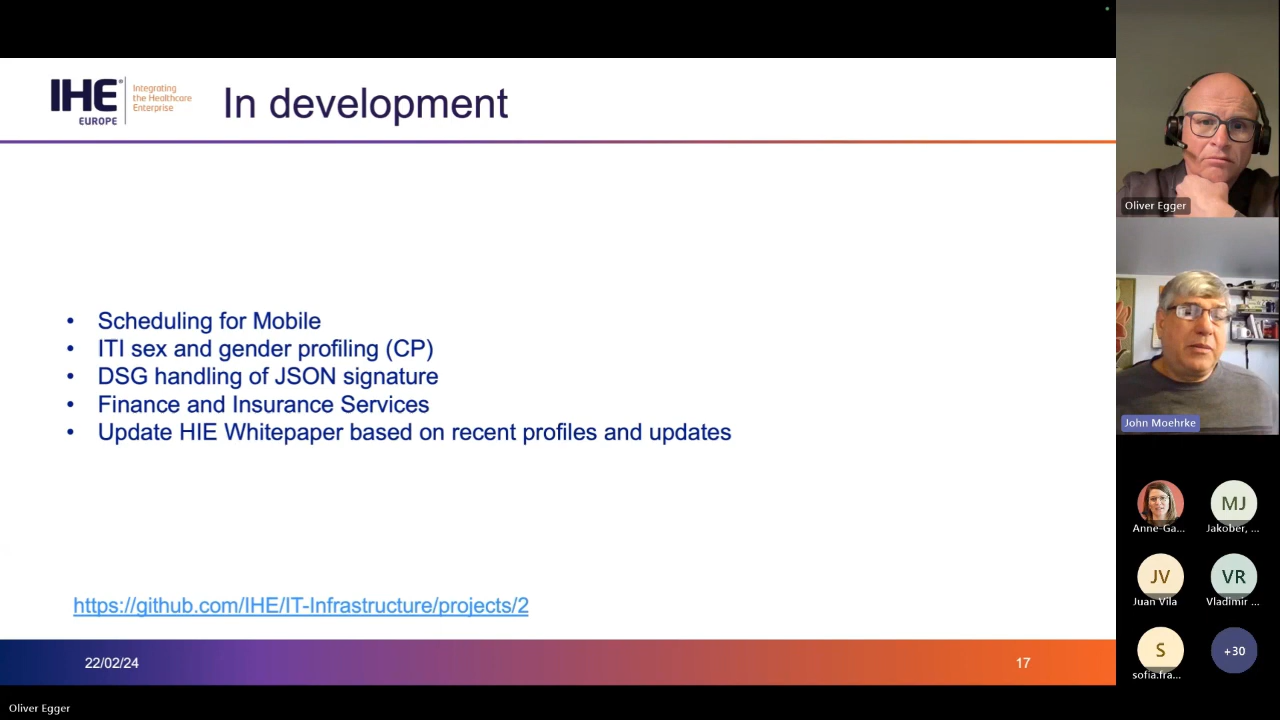 IHE
EUROPE
Integrating
the Healthcare
Enterprise
In development
• Scheduling for Mobile
• ITI sex and gender profiling (CP)
• DSG handling of JSON signature
• Finance and Insurance Services
• Update HIE Whitepaper based on recent profiles and updates
https://github.com/IHE/IT-Infrastructure/projects/2
22/02/24
17
Oliver Egger
John Moehrke
Anne-Ga...
MJ
Jakober, ...
JV
Juan Vila
VR
Vladimir ...
S
sofia.fra...
+30
Oliver Egger